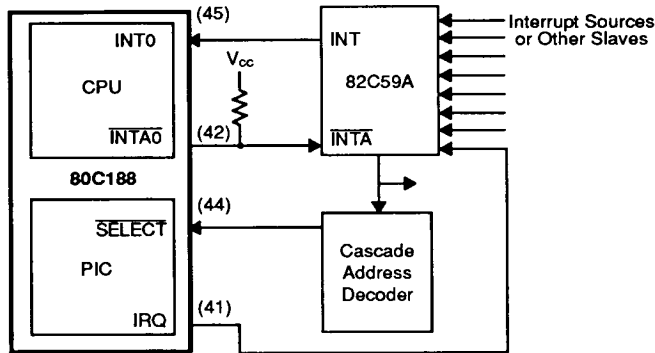 (45)
INT0
CPU
INTA0
(42)
Vcc
INT
82C59A
INTA
Interrupt Sources
or Other Slaves
80C188
(44)
SELECT
PIC
IRQ
(41)
Cascade
Address
Decoder